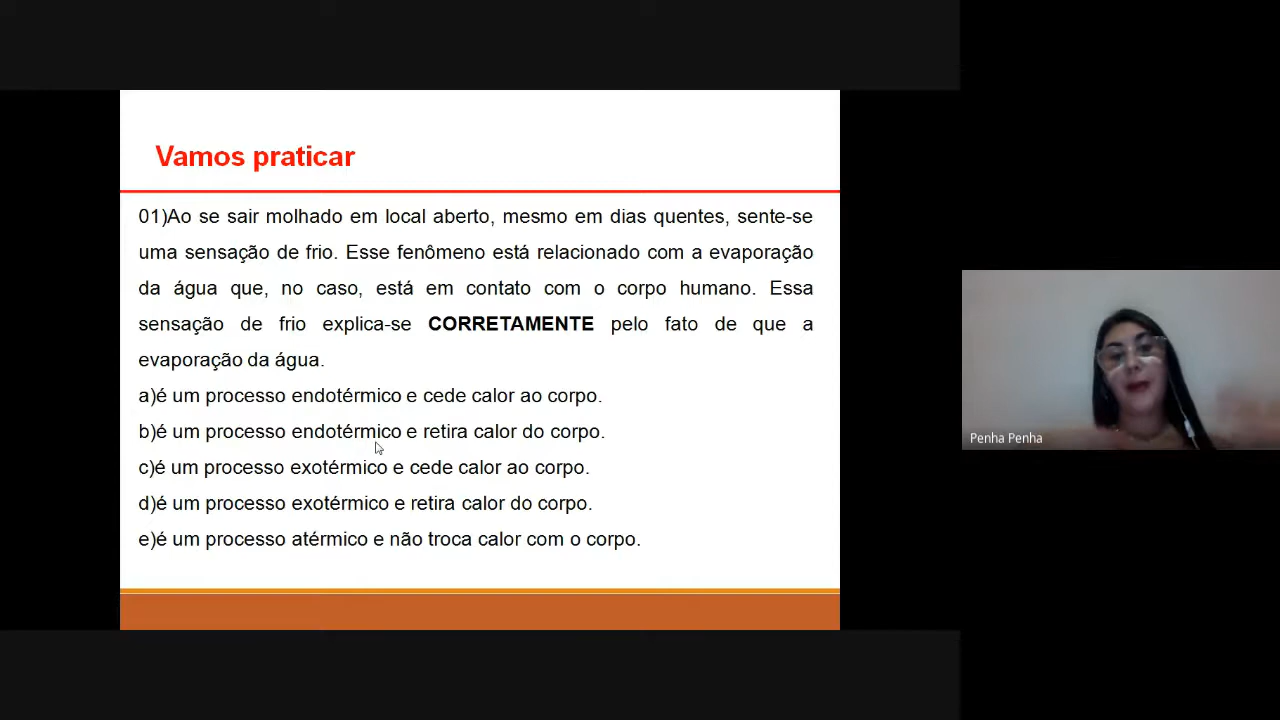 Vamos praticar
01)Ao se sair molhado em local aberto, mesmo em dias quentes, sente-se
uma sensação de frio. Esse fenômeno está relacionado com a evaporação
da água que, no caso, está em contato com o corpo humano. Essa
sensação de frio explica-se CORRETAMENTE pelo fato de que a
evaporação da água.
a)é um processo endotérmico e cede calor ao corpo.
b)é um processo endotérmico e retira calor do corpo.
c)é um processo exotérmico e cede calor ao corpo.
d)é um processo exotérmico e retira calor do corpo.
e)é um processo atérmico e não troca calor com o corpo.
Penha Penha